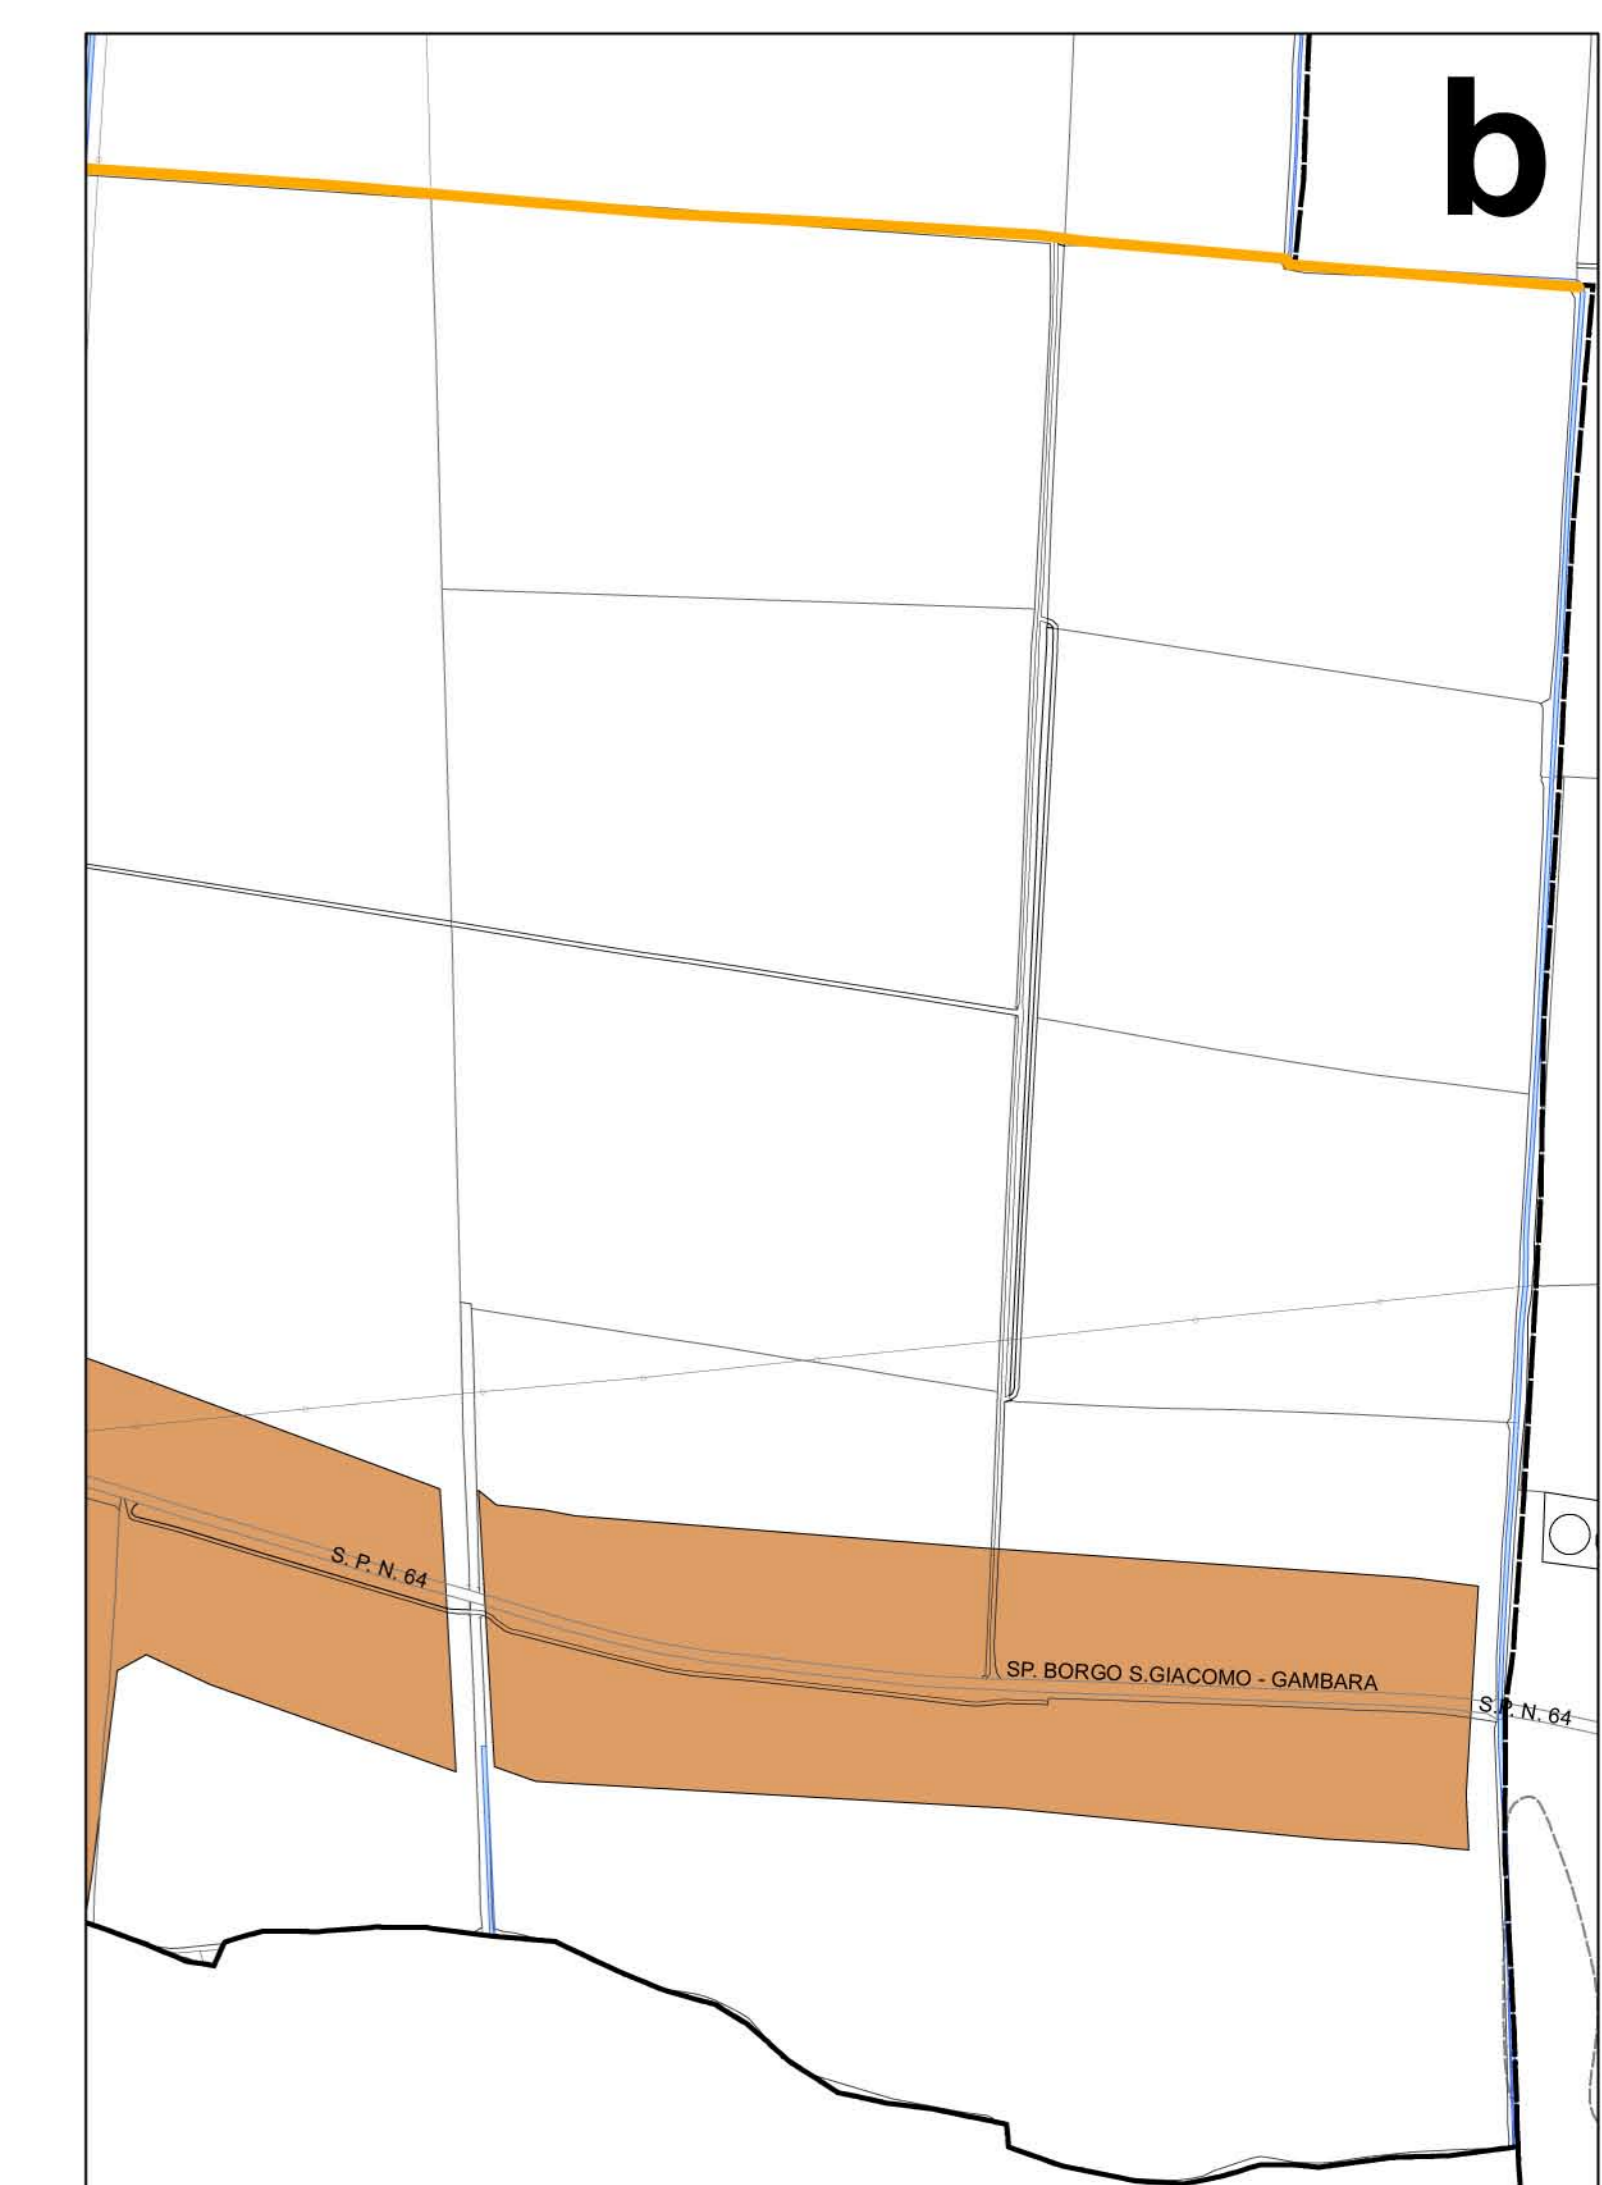 b
S. P. N. 64
SP. BORGO S.GIACOMO - GAMBARA
S.P. N. 64